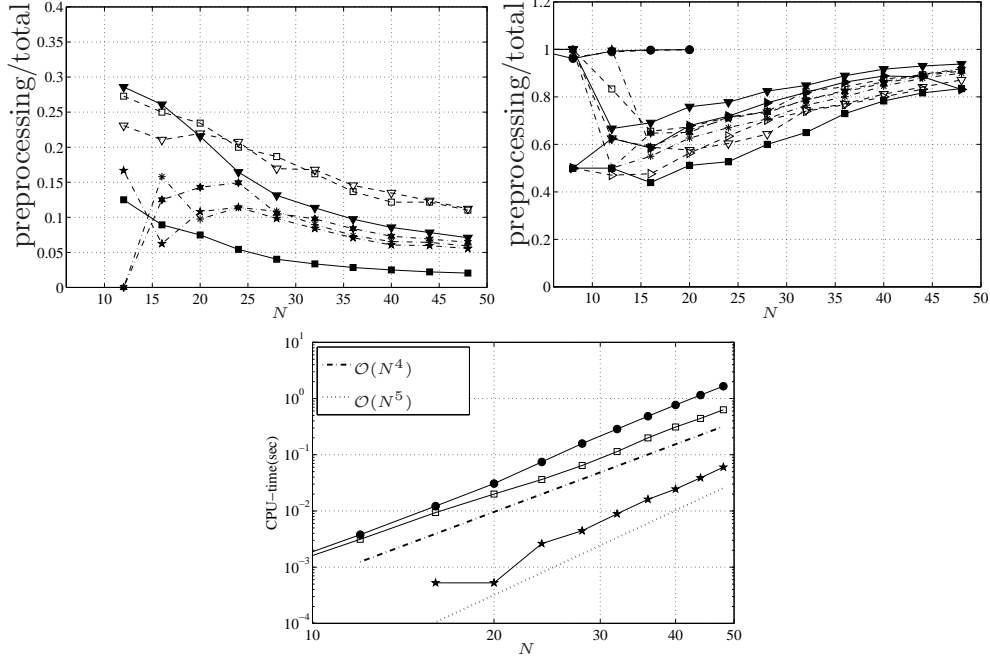 preprocessing/total
0.4
0.35
0.3
0.25
0.2
0.15
0.1
0.05
0
10 15 20 25 30 35 40 45 50
N
preprocessing/total
1.2
1
0.8
0.6
0.4
0.2
0
10 15 20 25 30 35 40 45 50
N
CPU−time(sec)
10^1
10^0
10^−1
10^−2
10^−3
10^−4
𝒪(N^4)
𝒪(N^5)
10 20 30 40 50
N